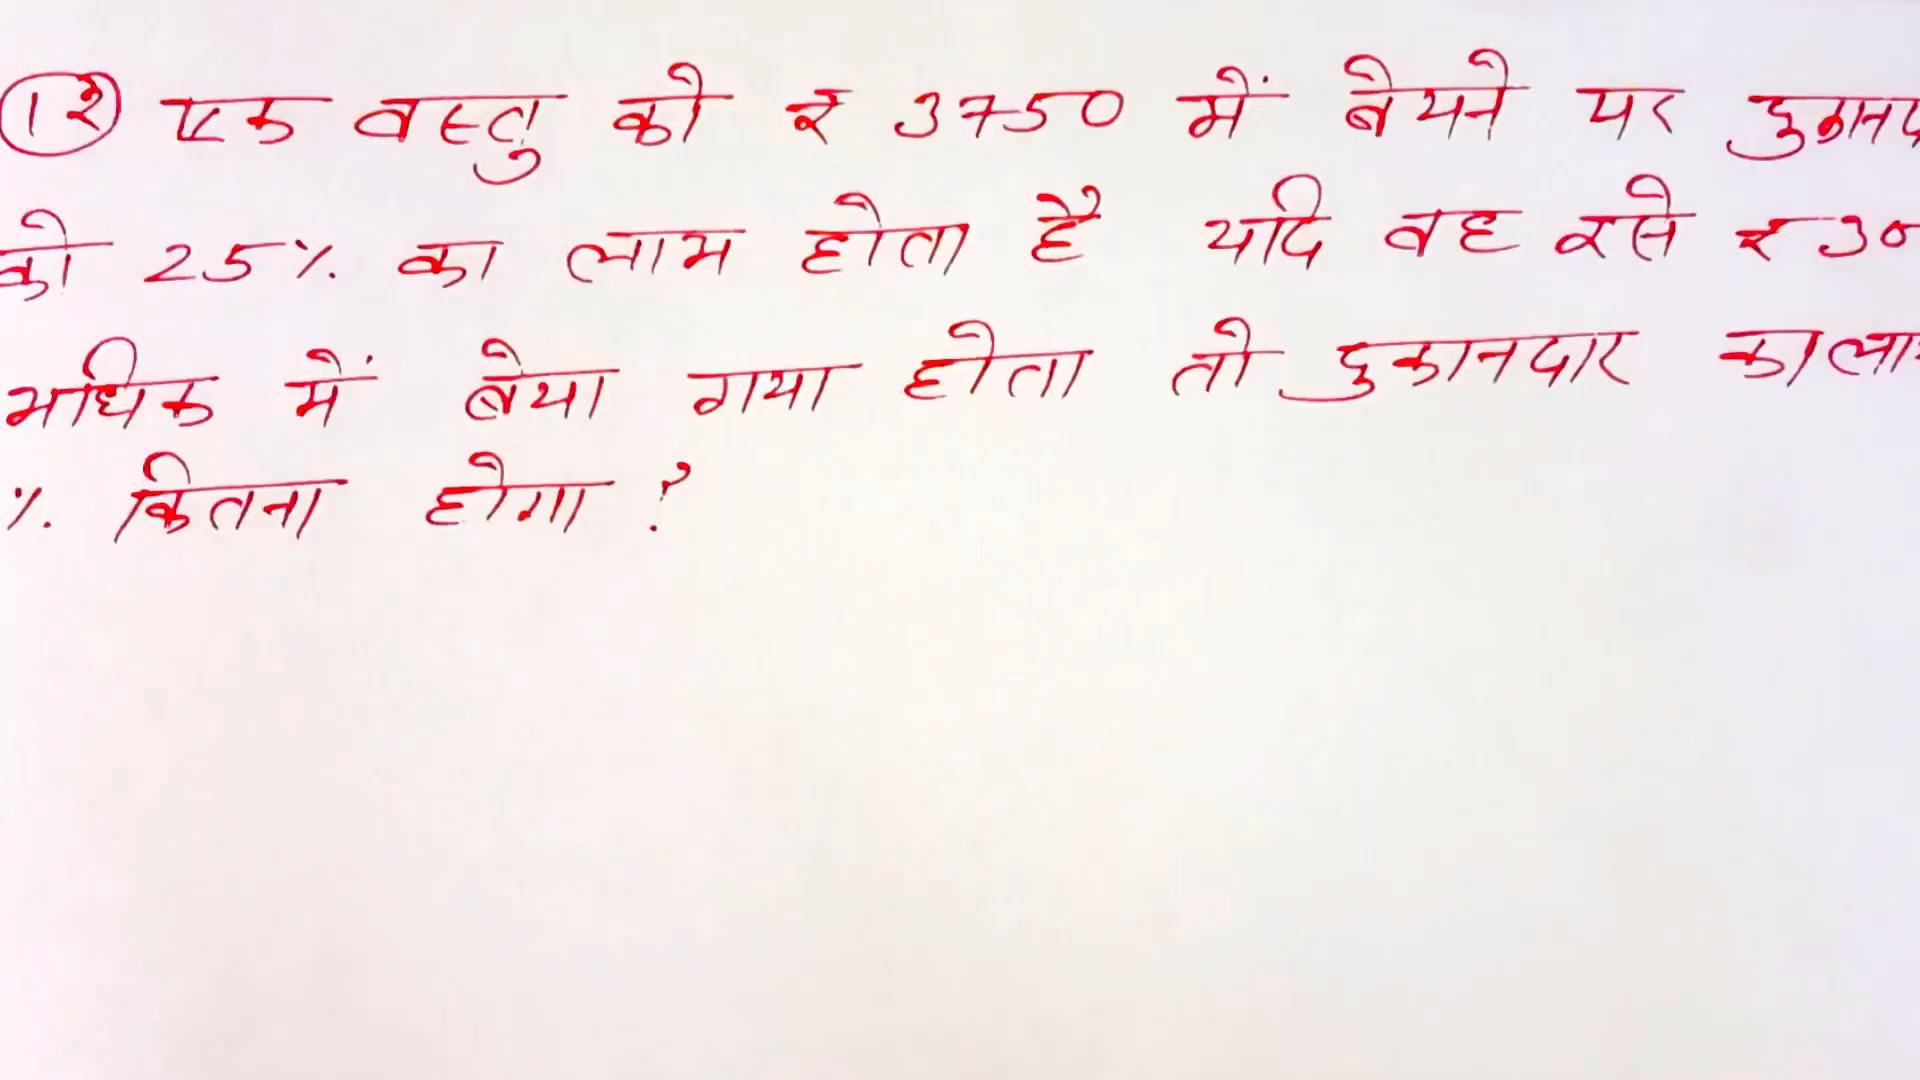 12 एक वस्तु को ₹ 3750 में बेचने पर
को 25% का लाभ होता है यदि वह इसे ₹
अधिक में बेचा गया होता तो दुकानदार का
% कितना होगा ?